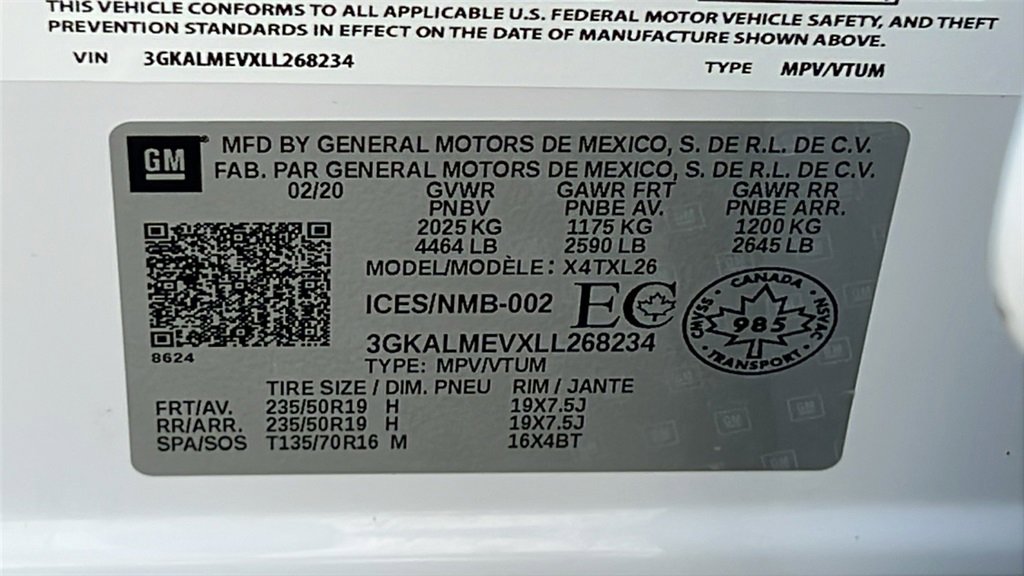 THIS VEHICLE CONFORMS TO ALL APPLICABLE U.S. FEDERAL MOTOR VEHICLE SAFETY, AND THEFT
PREVENTION STANDARDS IN EFFECT ON THE DATE OF MANUFACTURE SHOWN ABOVE.
VIN 3GKALMEVXLL268234 TYPE MPV/VTUM
GM MFD BY GENERAL MOTORS DE MEXICO, S. DE R.L. DE C.V.
FAB. PAR GENERAL MOTORS DE MEXICO, S. DE R.L. DE C.V.
02/20 GVWR GAWR FRT GAWR RR
PNBV PNBE AV. PNBE ARR.
2025 KG 1175 KG 1200 KG
4464 LB 2590 LB 2645 LB
MODEL/MODÈLE: X4TXL26
ICES/NMB-002 EC
CANADA
CMVSS 985 NSVAC
TRANSPORT
3GKALMEVXLL268234
8624
TYPE: MPV/VTUM
TIRE SIZE / DIM. PNEU RIM / JANTE
FRT/AV. 235/50R19 H 19X7.5J
RR/ARR. 235/50R19 H 19X7.5J
SPA/SOS T135/70R16 M 16X4BT